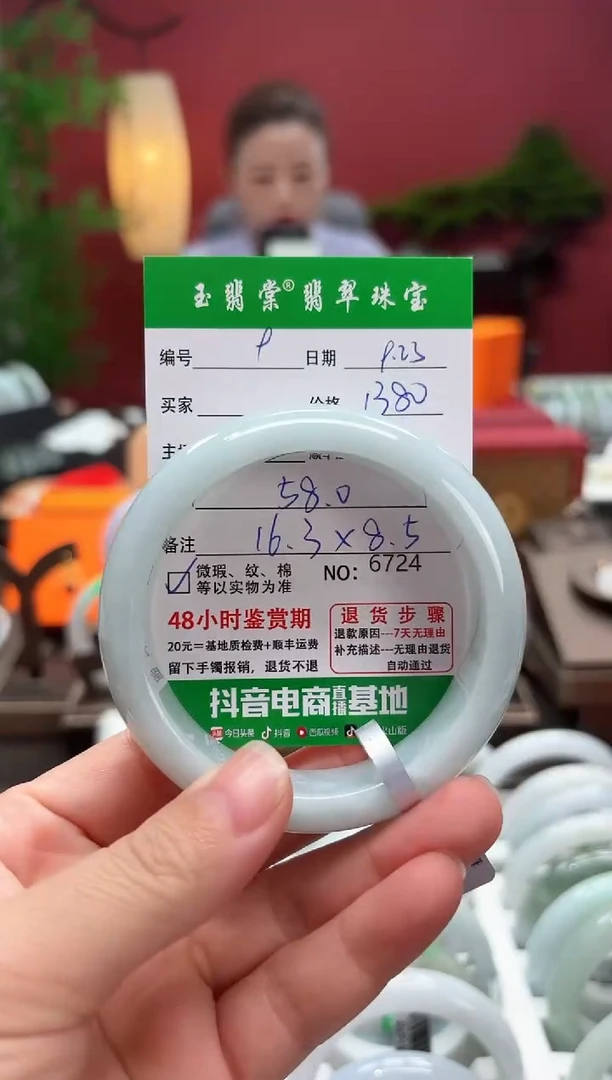 玉翡棠®翡翠珠宝
编号 P 日期 9.23
买家 价格 1380
58.0
备注 16.3×8.5
☑ 微瑕、纹、棉 NO: 6724
等以实物为准
48小时鉴赏期
20元=基地质检费+顺丰运费
留下手镯报销，退货不退
退货步骤
退款原因---7天无理由
补充描述---无理由退货
自动通过
抖音电商直播基地
今日头条 抖音 西瓜视频 火山版